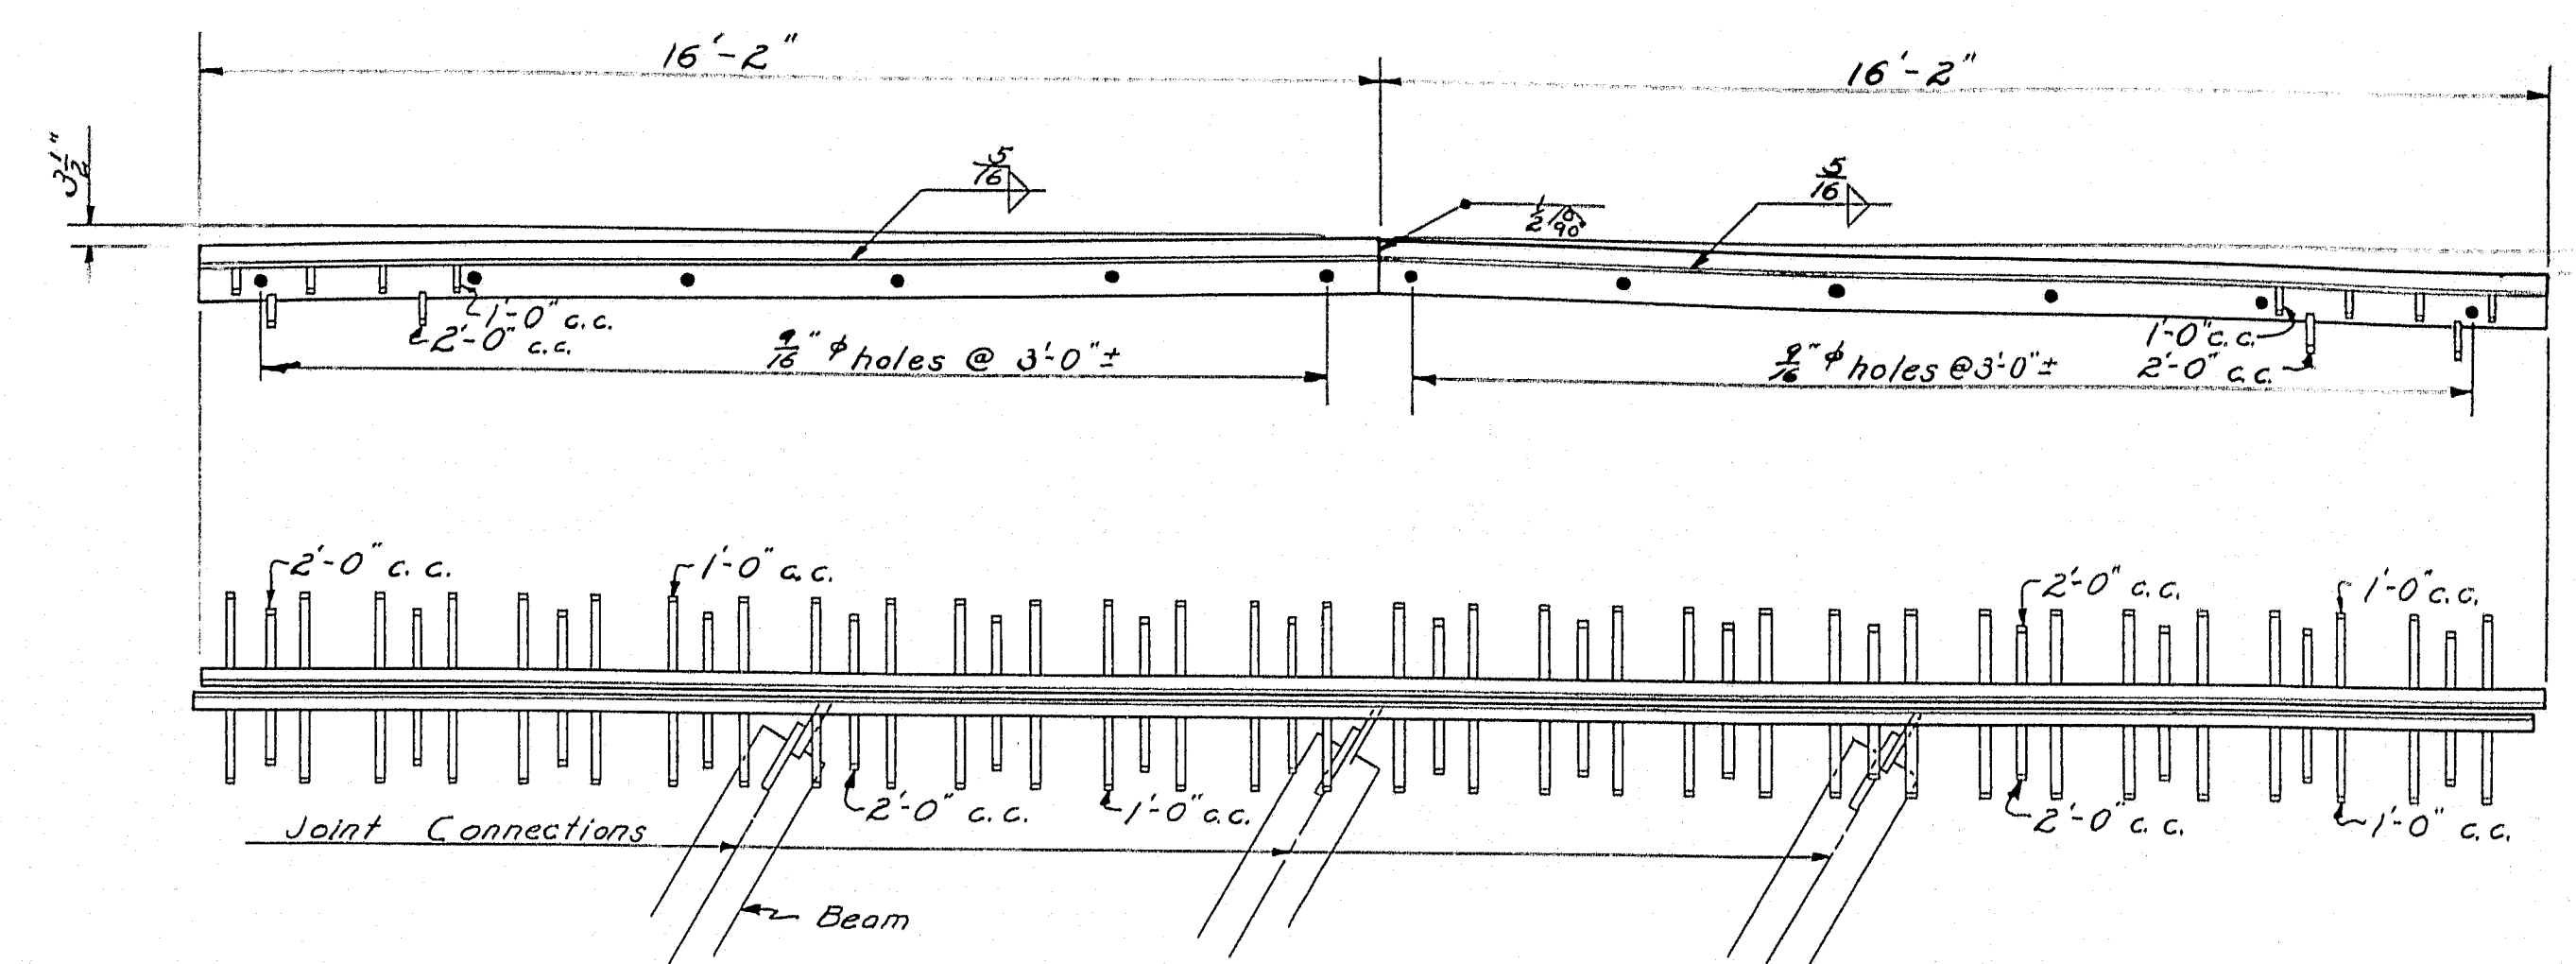 16'-2"
16'-2"
3 1/2"
5/16
5/16
1/2
90°
1'-0" c.c.
2'-0" c.c.
9/16" φ holes @ 3'-0" ±
9/16" φ holes @ 3'-0" ±
1'-0" c.c.
2'-0" c.c.
2'-0" c.c.
1'-0" c.c.
2'-0" c.c.
1'-0" c.c.
2'-0" c.c.
1'-0" c.c.
2'-0" c.c.
1'-0" c.c.
Joint Connections
Beam